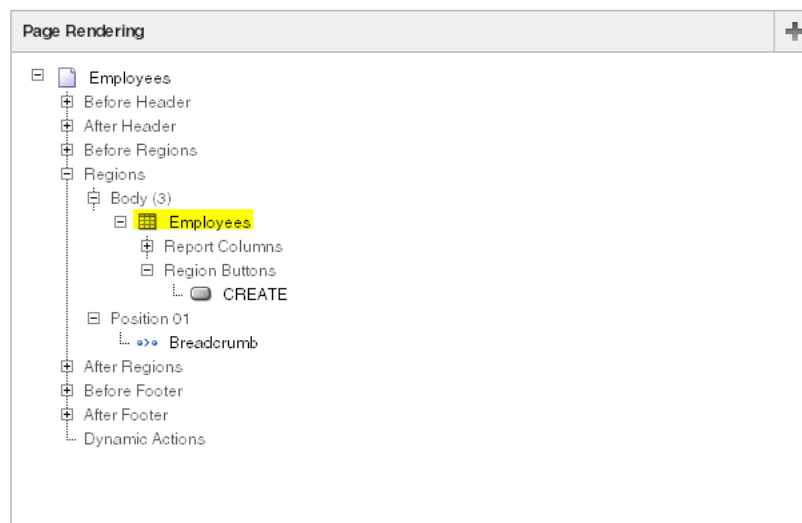 Page Rendering
Employees
Before Header
After Header
Before Regions
Regions
Body (3)
Employees
Report Columns
Region Buttons
CREATE
Position 01
Breadcrumb
After Regions
Before Footer
After Footer
Dynamic Actions